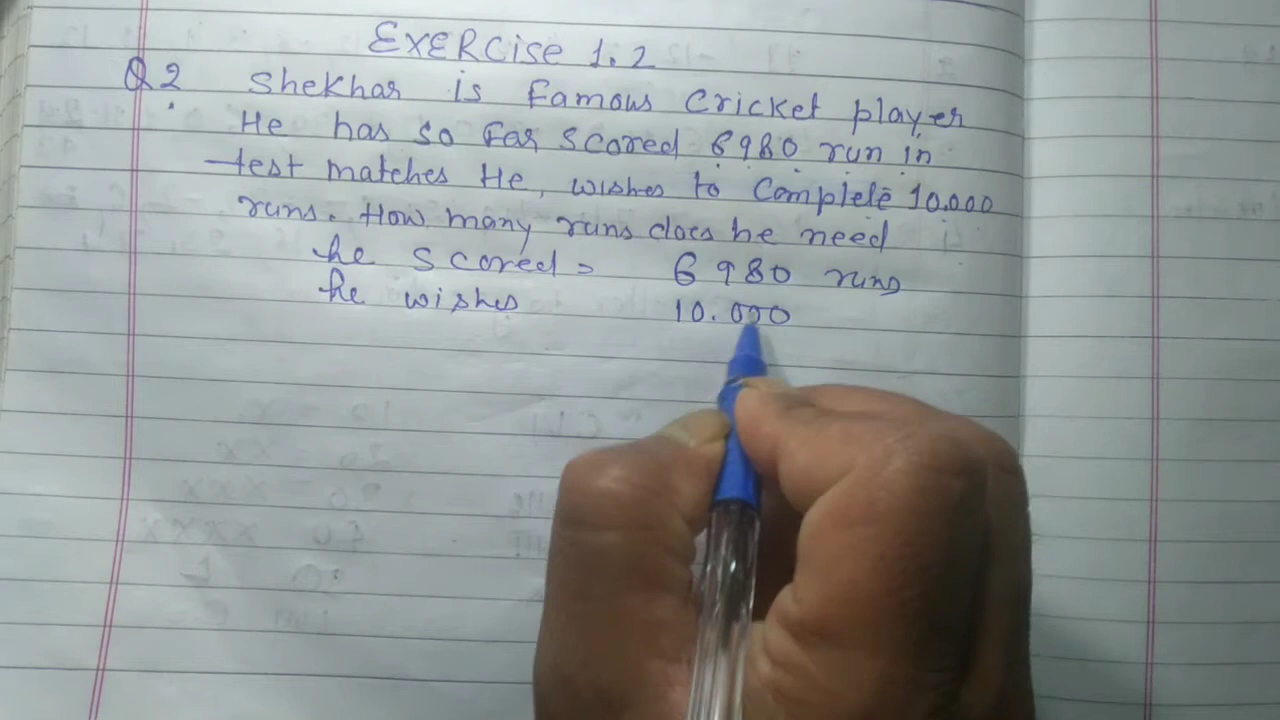 Exercise 1.2
Q2 Shekhar is Famous Cricket player
He has so far scored 6980 run in
test matches He, wishes to Complete 10.000
runs. How many runs does he need
he scored = 6980 runs
he wishes 10.000